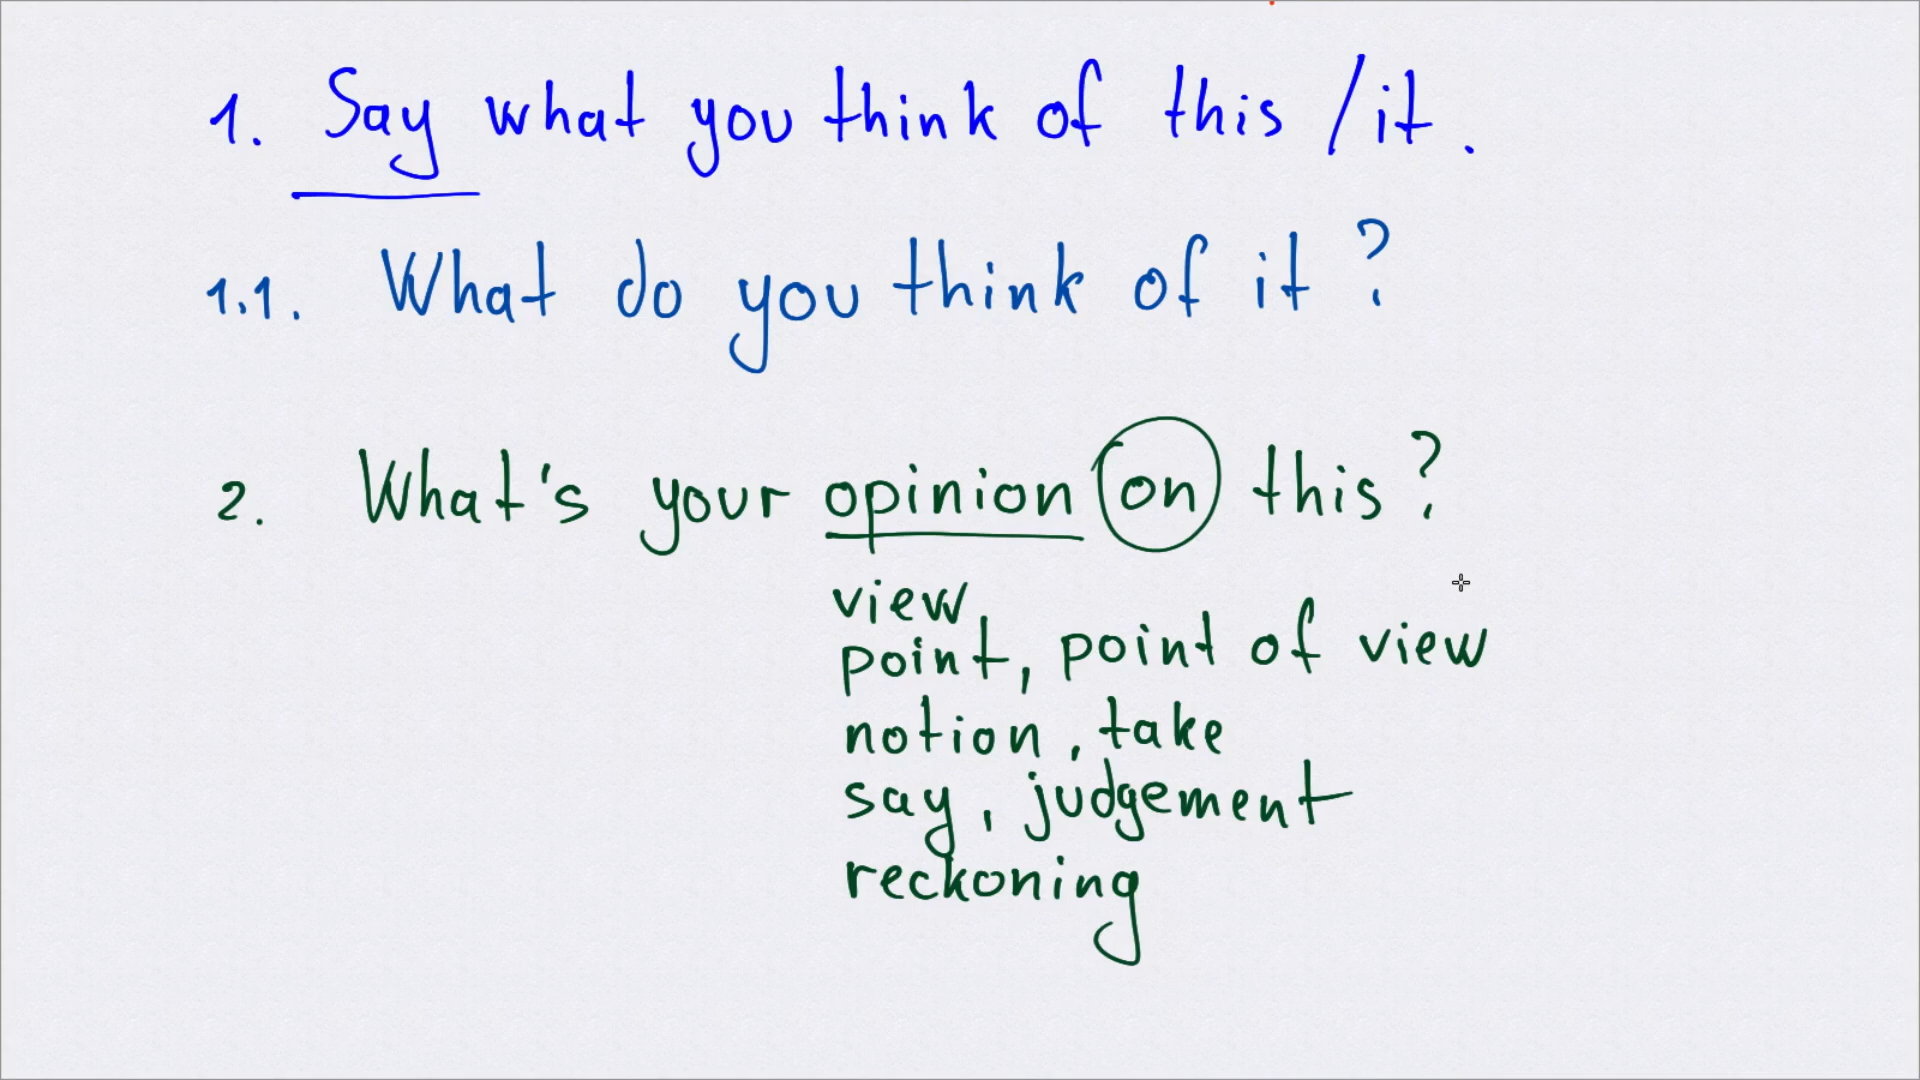 1. Say what you think of this /it.
1.1. What do you think of it?
2. What's your opinion on this?
view
point, point of view
notion, take
say, judgement
reckoning